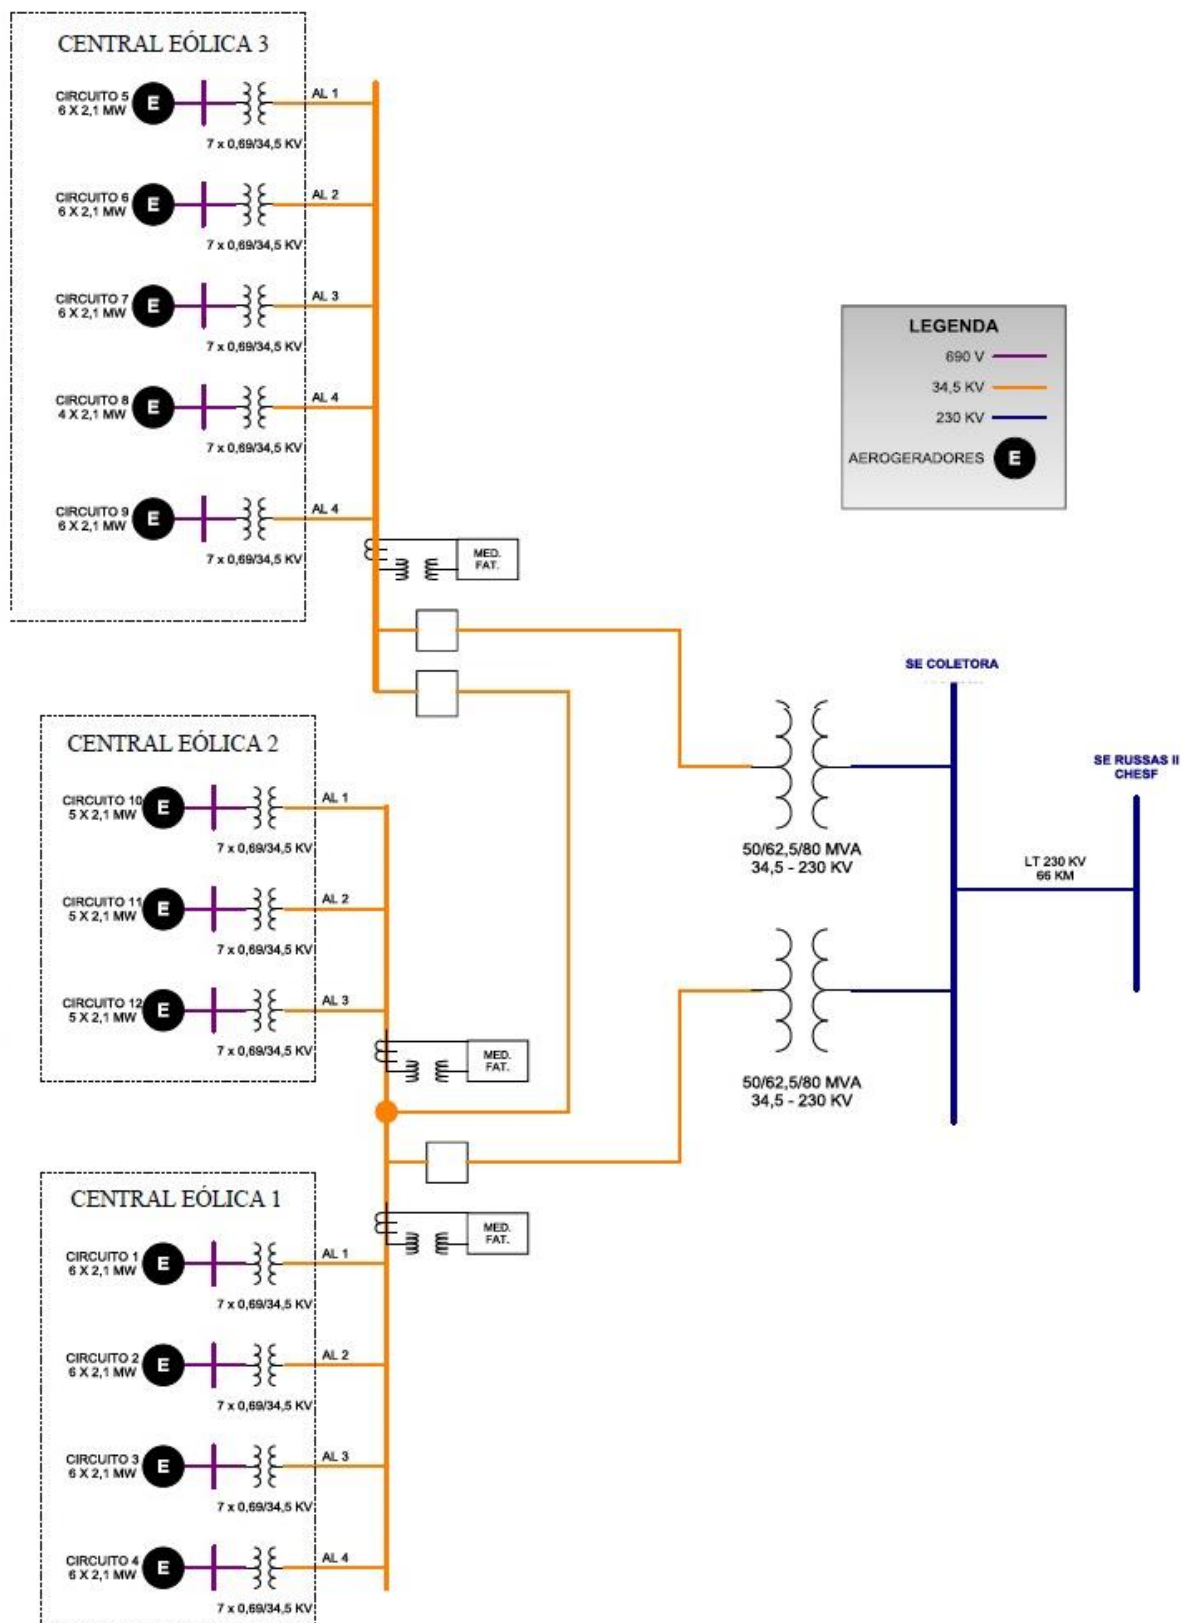 CENTRAL EÓLICA 3
CIRCUITO 5
6 X 2,1 MW
E
AL 1
7 x 0,69/34,5 KV
CIRCUITO 6
6 X 2,1 MW
E
AL 2
7 x 0,69/34,5 KV
CIRCUITO 7
6 X 2,1 MW
E
AL 3
7 x 0,69/34,5 KV
CIRCUITO 8
4 X 2,1 MW
E
AL 4
7 x 0,69/34,5 KV
CIRCUITO 9
6 X 2,1 MW
E
AL 4
7 x 0,69/34,5 KV
MED.
FAT.
LEGENDA
690 V
34,5 KV
230 KV
AEROGERADORES
E
CENTRAL EÓLICA 2
CIRCUITO 10
5 X 2,1 MW
E
AL 1
7 x 0,69/34,5 KV
CIRCUITO 11
5 X 2,1 MW
E
AL 2
7 x 0,69/34,5 KV
CIRCUITO 12
5 X 2,1 MW
E
AL 3
7 x 0,69/34,5 KV
MED.
FAT.
SE COLETORA
50/62,5/80 MVA
34,5 - 230 KV
50/62,5/80 MVA
34,5 - 230 KV
LT 230 KV
66 KM
SE RUSSAS II
CHESF
CENTRAL EÓLICA 1
MED.
FAT.
CIRCUITO 1
6 X 2,1 MW
E
AL 1
7 x 0,69/34,5 KV
CIRCUITO 2
6 X 2,1 MW
E
AL 2
7 x 0,69/34,5 KV
CIRCUITO 3
6 X 2,1 MW
E
AL 3
7 x 0,69/34,5 KV
CIRCUITO 4
6 X 2,1 MW
E
AL 4
7 x 0,69/34,5 KV